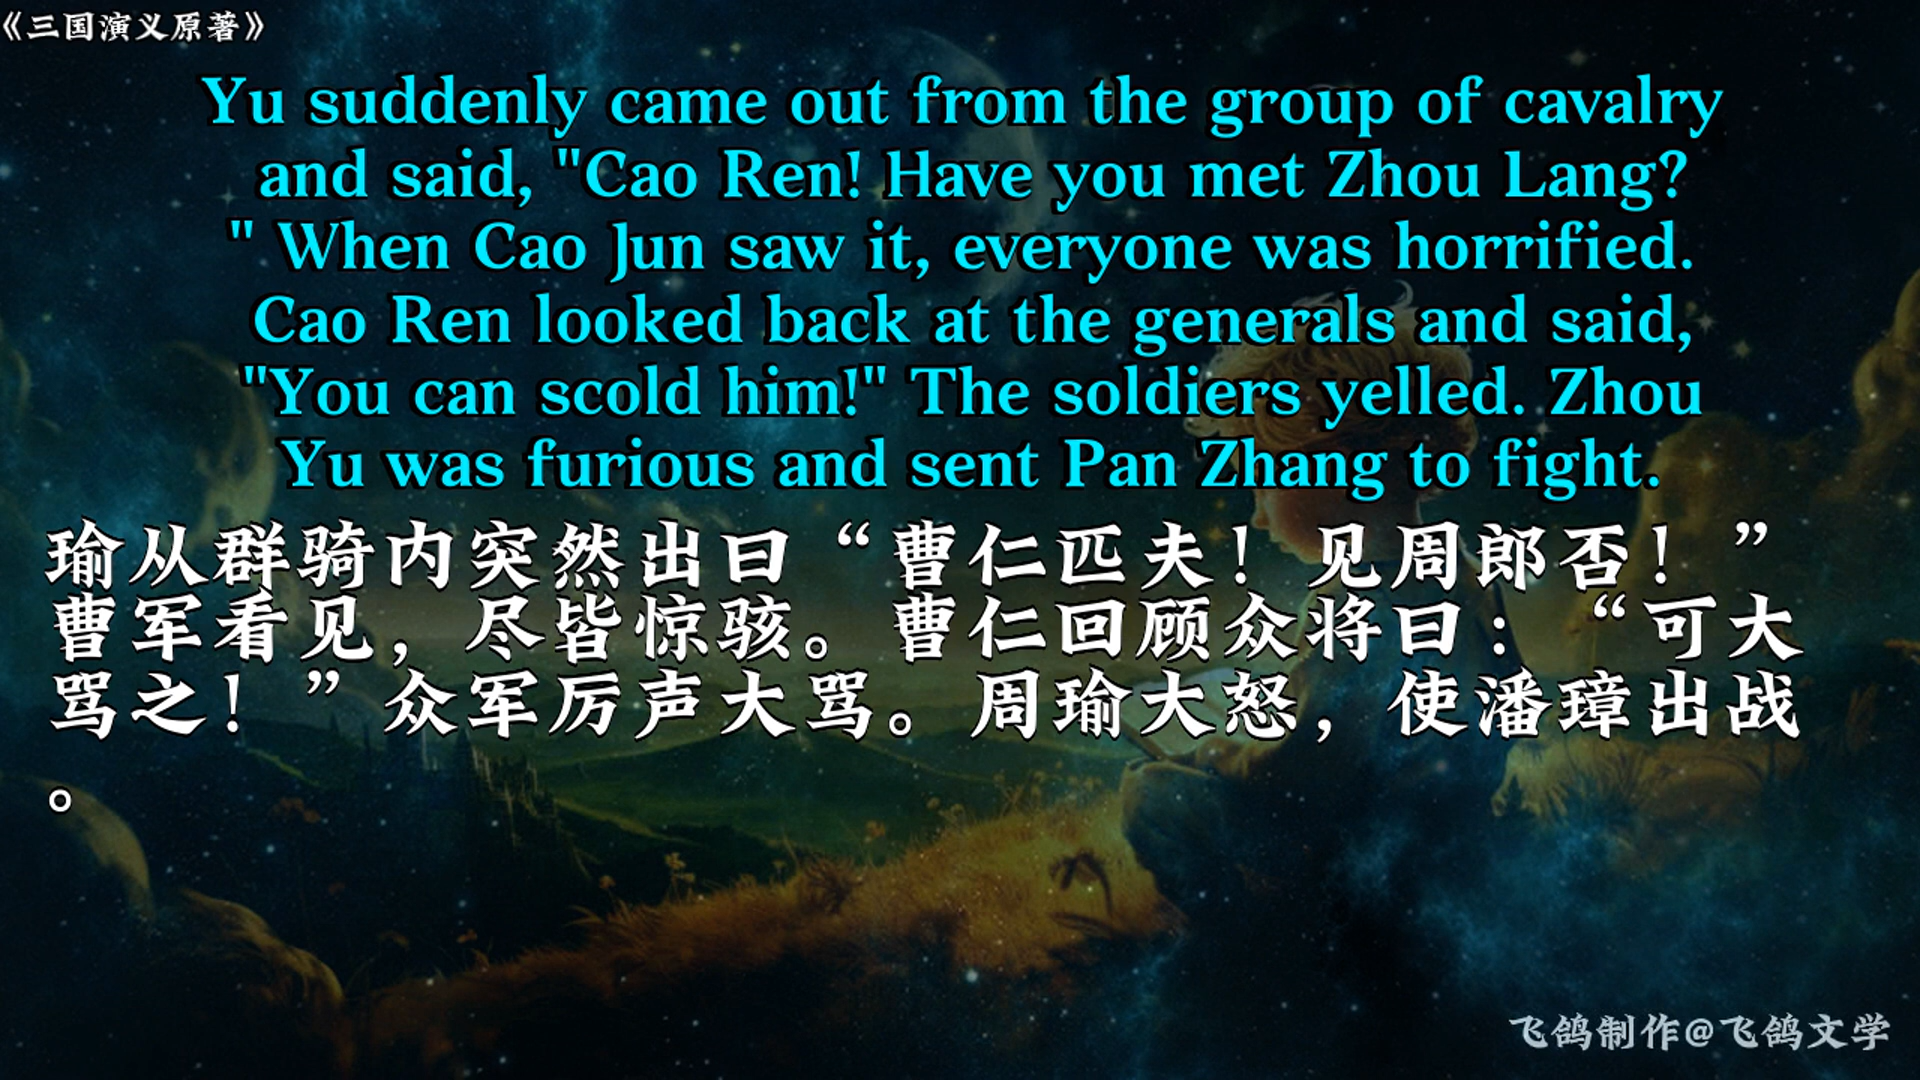 《三国演义原著》
Yu suddenly came out from the group of cavalry
and said, "Cao Ren! Have you met Zhou Lang?
" When Cao Jun saw it, everyone was horrified.
Cao Ren looked back at the generals and said,
"You can scold him!" The soldiers yelled. Zhou
Yu was furious and sent Pan Zhang to fight.
瑜从群骑内突然出曰“曹仁匹夫！见周郎否！”
曹军看见，尽皆惊骇。曹仁回顾众将曰：“可大
骂之！”众军厉声大骂。周瑜大怒，使潘璋出战
。
飞鸽制作@飞鸽文学